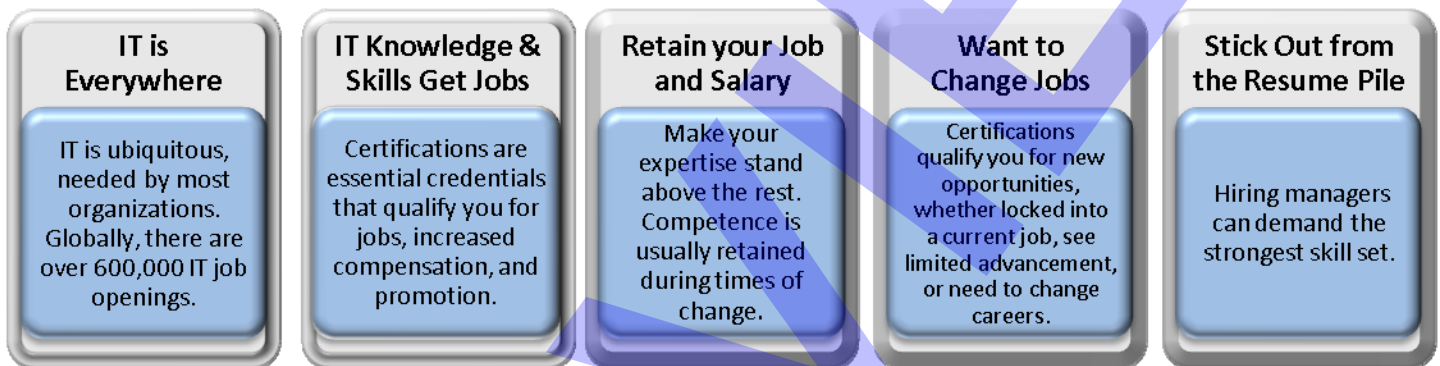 IT is
Everywhere
IT is ubiquitous,
needed by most
organizations.
Globally, there are
over 600,000 IT job
openings.
IT Knowledge &
Skills Get Jobs
Certifications are
essential credentials
that qualify you for
jobs, increased
compensation, and
promotion.
Retain your Job
and Salary
Make your
expertise stand
above the rest.
Competence is
usually retained
during times of
change.
Want to
Change Jobs
Certifications
qualify you for new
opportunities,
whether locked into
a current job, see
limited advancement,
or need to change
careers.
Stick Out from
the Resume Pile
Hiring managers
can demand the
strongest skill set.